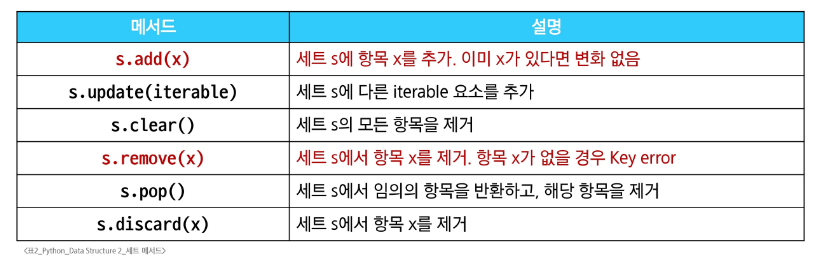 메서드 설명
s.add(x) 세트 s에 항목 x를 추가. 이미 x가 있다면 변화 없음
s.update(iterable) 세트 s에 다른 iterable 요소를 추가
s.clear() 세트 s의 모든 항목을 제거
s.remove(x) 세트 s에서 항목 x를 제거. 항목 x가 없을 경우 Key error
s.pop() 세트 s에서 임의의 항목을 반환하고, 해당 항목을 제거
s.discard(x) 세트 s에서 항목 x를 제거
<표2_Python_Data Structure 2_세트 메서드>